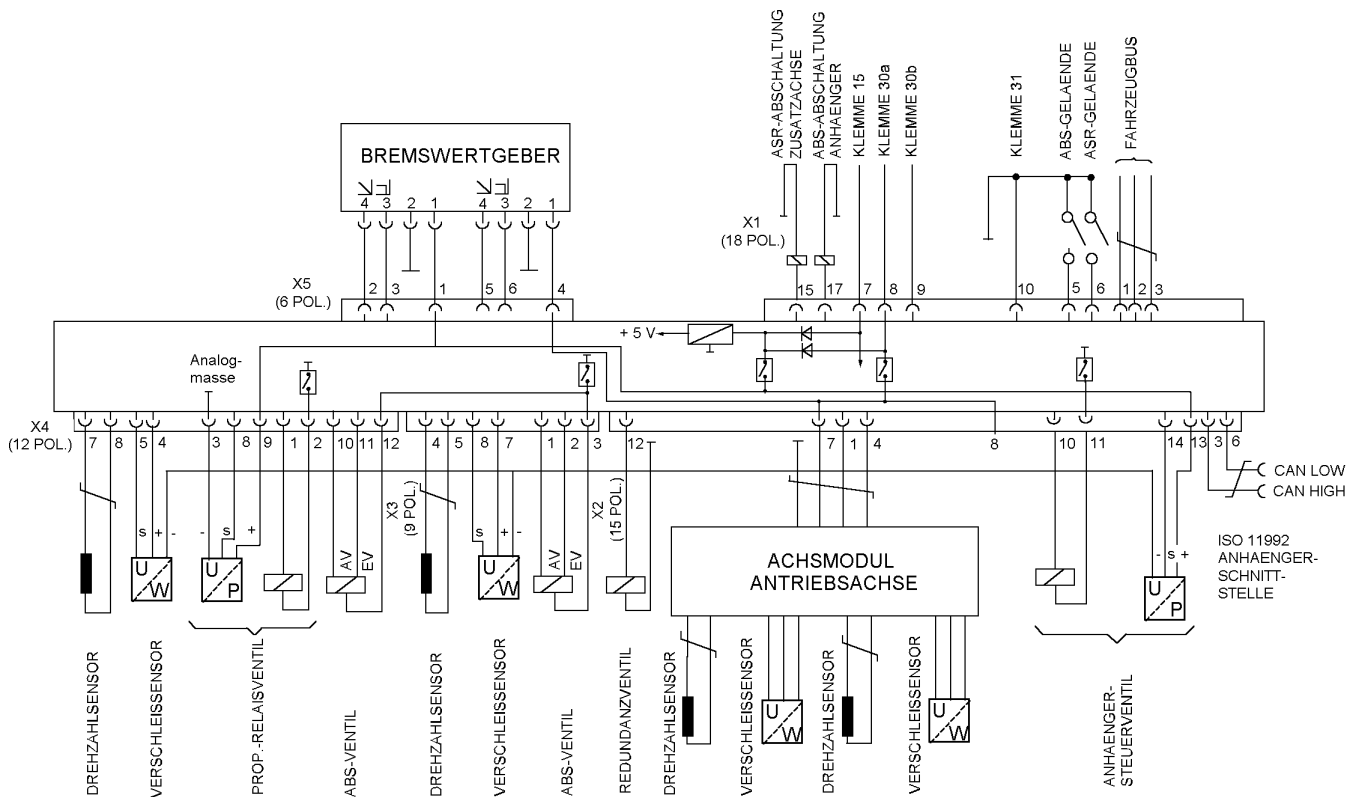 ASR-ABSCHALTUNG
ZUSATZACHSE
ABS-ABSCHALTUNG
ANHAENGER
KLEMME 15
KLEMME 30a
KLEMME 30b
KLEMME 31
ABS-GELAENDE
ASR-GELAENDE
FAHRZEUGBUS
BREMSWERTGEBER
4 3 2 1 4 3 2 1
X1
(18 POL.)
X5
(6 POL.)
2 3 1 5 6 4
15 17 7 8 9 10 5 6 1 2 3
+ 5 V
Analog-
masse
X4
(12 POL.)
7 8 5 4 3 8 9 1 2 10 11 12
X3
(9 POL.)
4 5 8 7 1 2 3
X2
(15 POL.)
12 7 1 4 8 10 11 14 13 3 6
CAN LOW
CAN HIGH
s + -
- s +
AV
EV
s + -
AV
EV
- s +
U
W
U
P
U
W
U
P
ACHSMODUL
ANTRIEBSACHSE
ISO 11992
ANHAENGER-
SCHNITT-
STELLE
DREHZAHLSENSOR
VERSCHLEISSENSOR
PROP.-RELAISVENTIL
ABS-VENTIL
DREHZAHLSENSOR
VERSCHLEISSENSOR
ABS-VENTIL
REDUNDANZVENTIL
DREHZAHLSENSOR
VERSCHLEISSENSOR
U
W
DREHZAHLSENSOR
VERSCHLEISSENSOR
U
W
ANHAENGER-
STEUERVENTIL